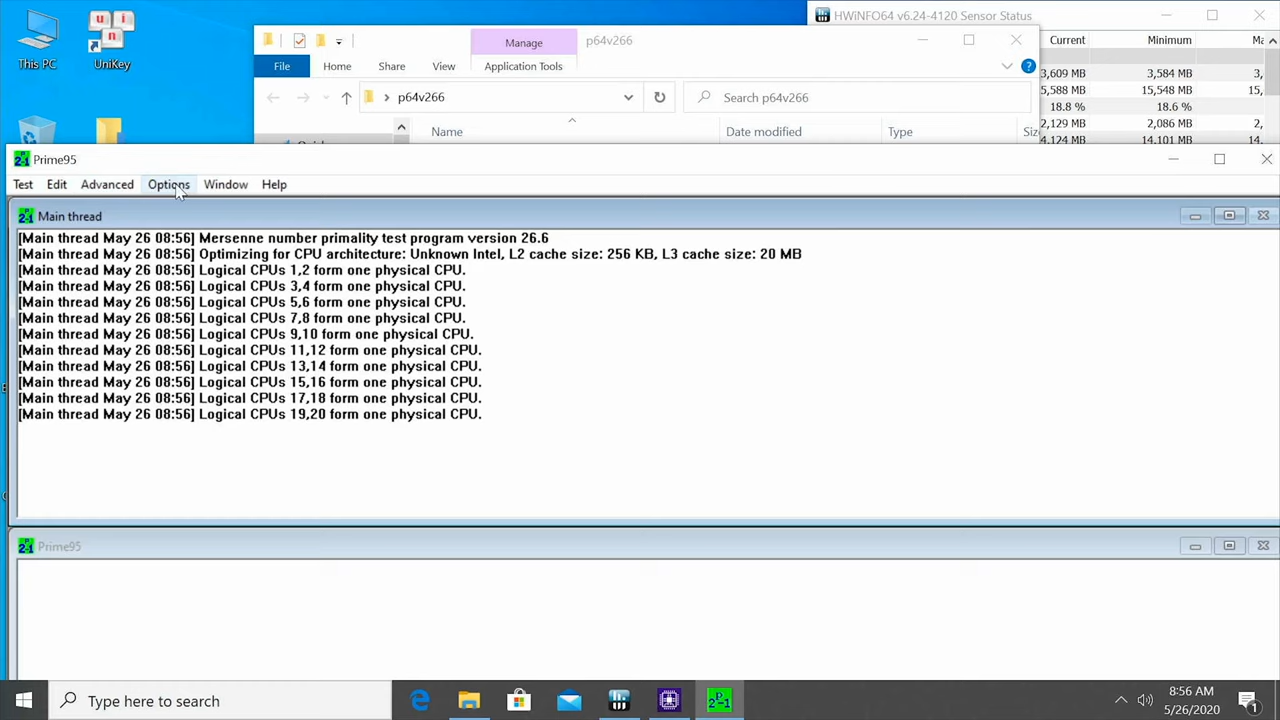 HWiNFO64 v6.24-4120 Sensor Status
This PC
UniKey
Manage
p64v266
File
Home
Share
View
Application Tools
p64v266
Search p64v266
Name
Date modified
Type
Current
Minimum
3,609 MB
3,584 MB
15,548 MB
18.8 %
18.6 %
2,129 MB
2,086 MB
14,101 MB
Prime95
Test
Edit
Advanced
Options
Window
Help
Main thread
[Main thread May 26 08:56] Mersenne number primality test program version 26.6
[Main thread May 26 08:56] Optimizing for CPU architecture: Unknown Intel, L2 cache size: 256 KB, L3 cache size: 20 MB
[Main thread May 26 08:56] Logical CPUs 1,2 form one physical CPU.
[Main thread May 26 08:56] Logical CPUs 3,4 form one physical CPU.
[Main thread May 26 08:56] Logical CPUs 5,6 form one physical CPU.
[Main thread May 26 08:56] Logical CPUs 7,8 form one physical CPU.
[Main thread May 26 08:56] Logical CPUs 9,10 form one physical CPU.
[Main thread May 26 08:56] Logical CPUs 11,12 form one physical CPU.
[Main thread May 26 08:56] Logical CPUs 13,14 form one physical CPU.
[Main thread May 26 08:56] Logical CPUs 15,16 form one physical CPU.
[Main thread May 26 08:56] Logical CPUs 17,18 form one physical CPU.
[Main thread May 26 08:56] Logical CPUs 19,20 form one physical CPU.
Prime95
Type here to search
8:56 AM
5/26/2020
1